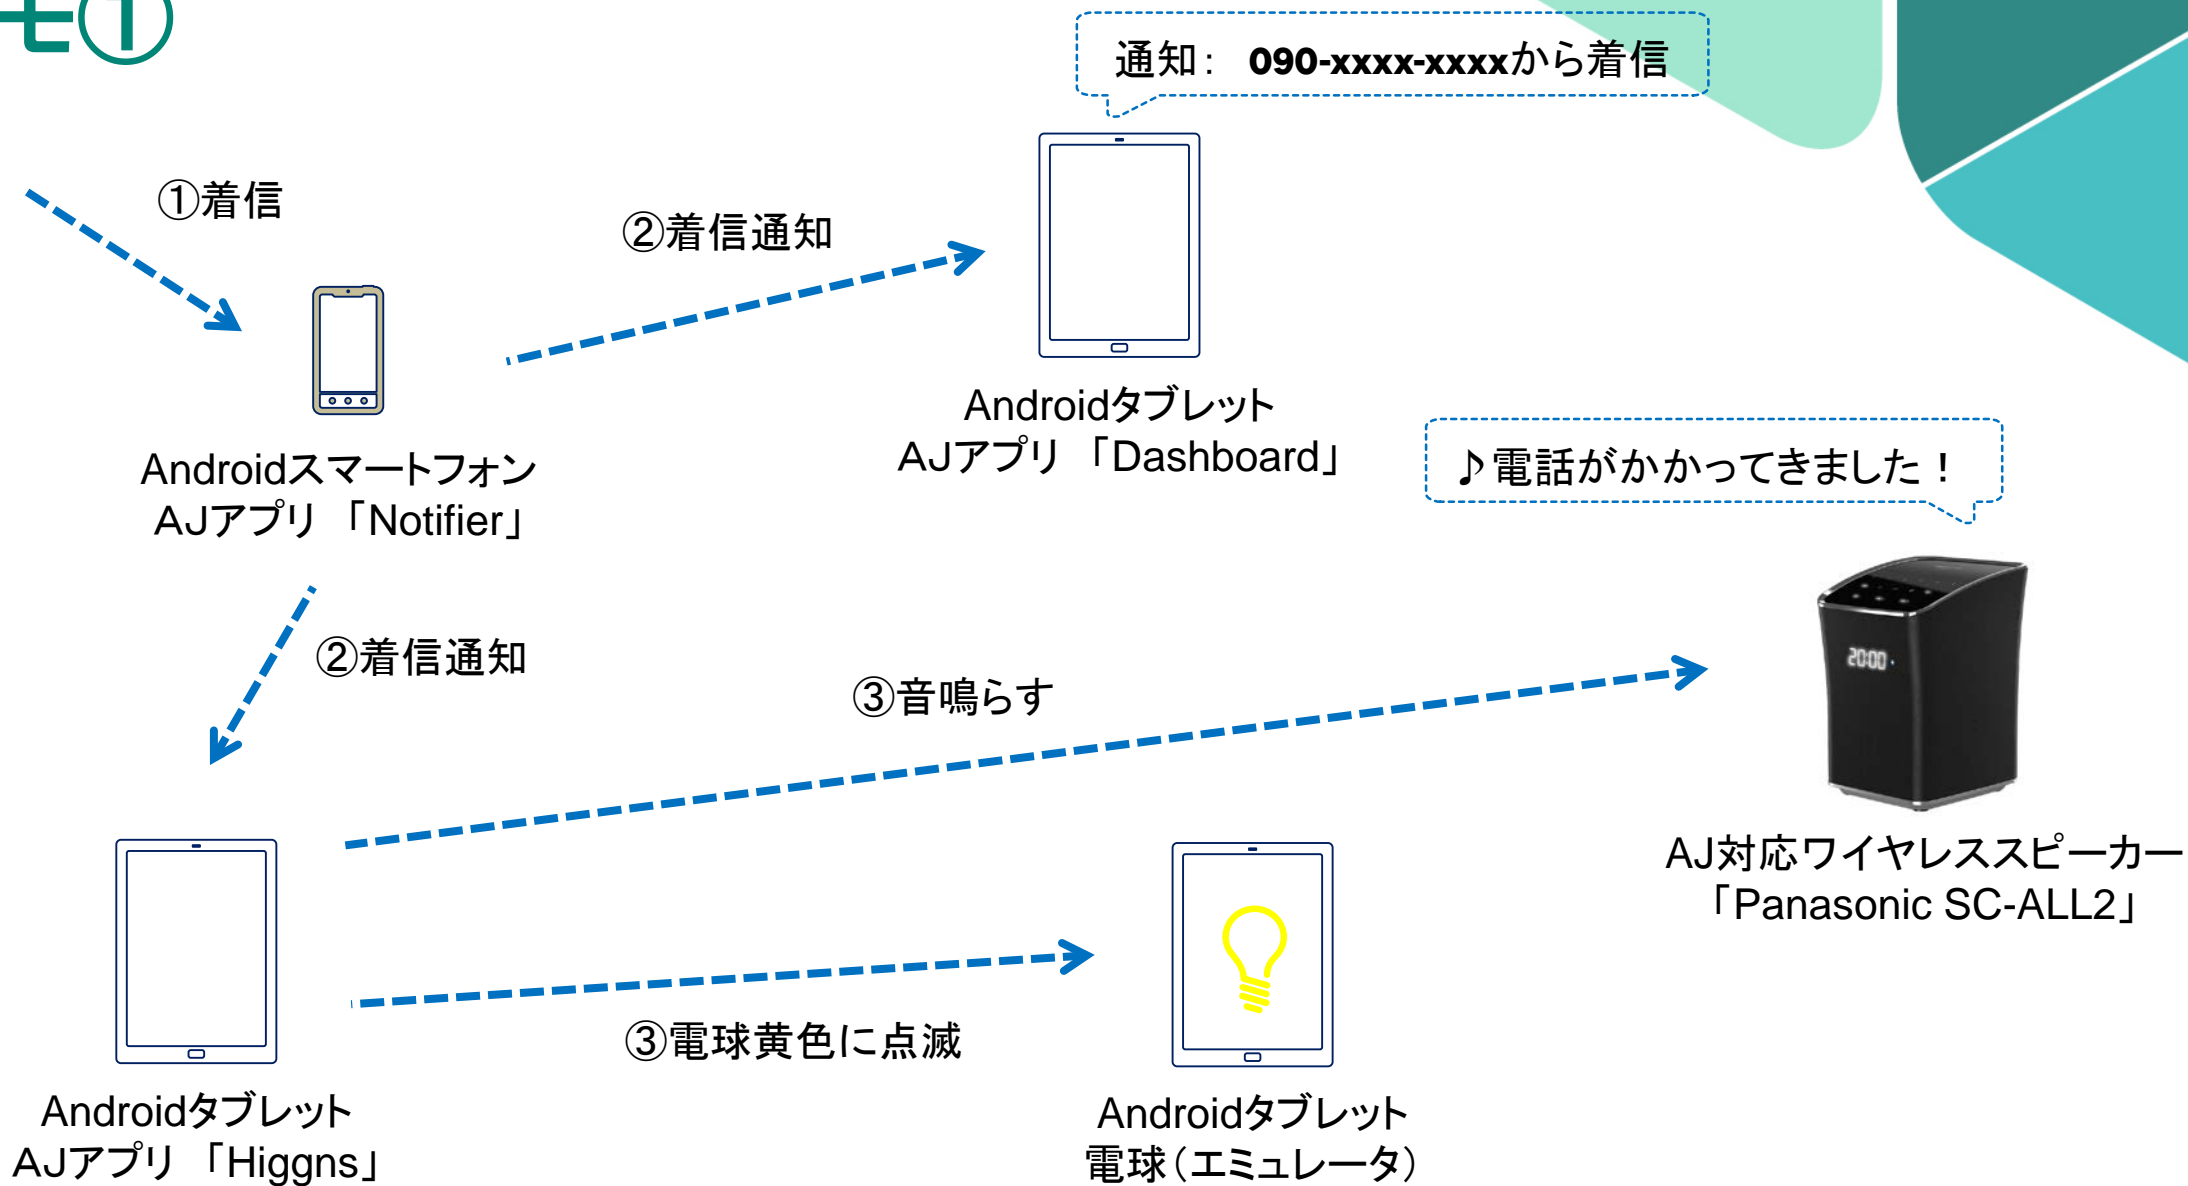 モ①
通知： 090-xxxx-xxxxから着信
①着信
②着信通知
Androidタブレット
AJアプリ 「Dashboard」
♪電話がかかってきました！
Androidスマートフォン
AJアプリ 「Notifier」
②着信通知
③音鳴らす
20:00
AJ対応ワイヤレススピーカー
「Panasonic SC-ALL2」
③電球黄色に点滅
Androidタブレット
AJアプリ 「Higgns」
Androidタブレット
電球（エミュレータ）